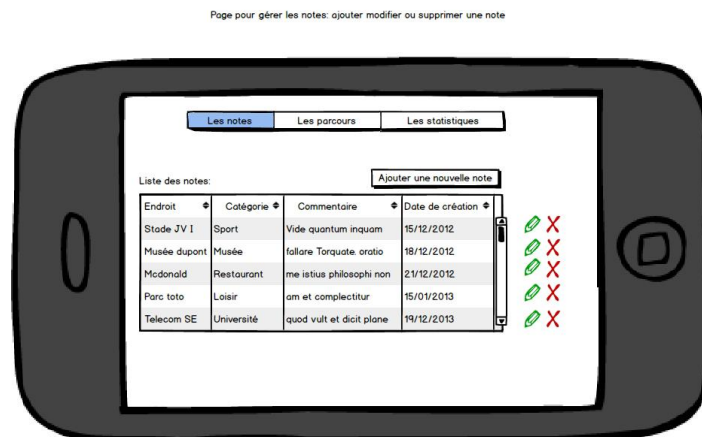 Page pour gérer les notes: ajouter modifier ou supprimer une note
Les notes Les parcours Les statistiques
Liste des notes: Ajouter une nouvelle note
Endroit Catégorie Commentaire Date de création
Stade JV I Sport Vide quantum inquam 15/12/2012
Musée dupont Musée fallare Torquate. oratio 18/12/2012
Mcdonald Restaurant me istius philosophi non 21/12/2012
Parc toto Loisir am et complectitur 15/01/2013
Telecom SE Université quod vult et dicit plane 19/12/2013